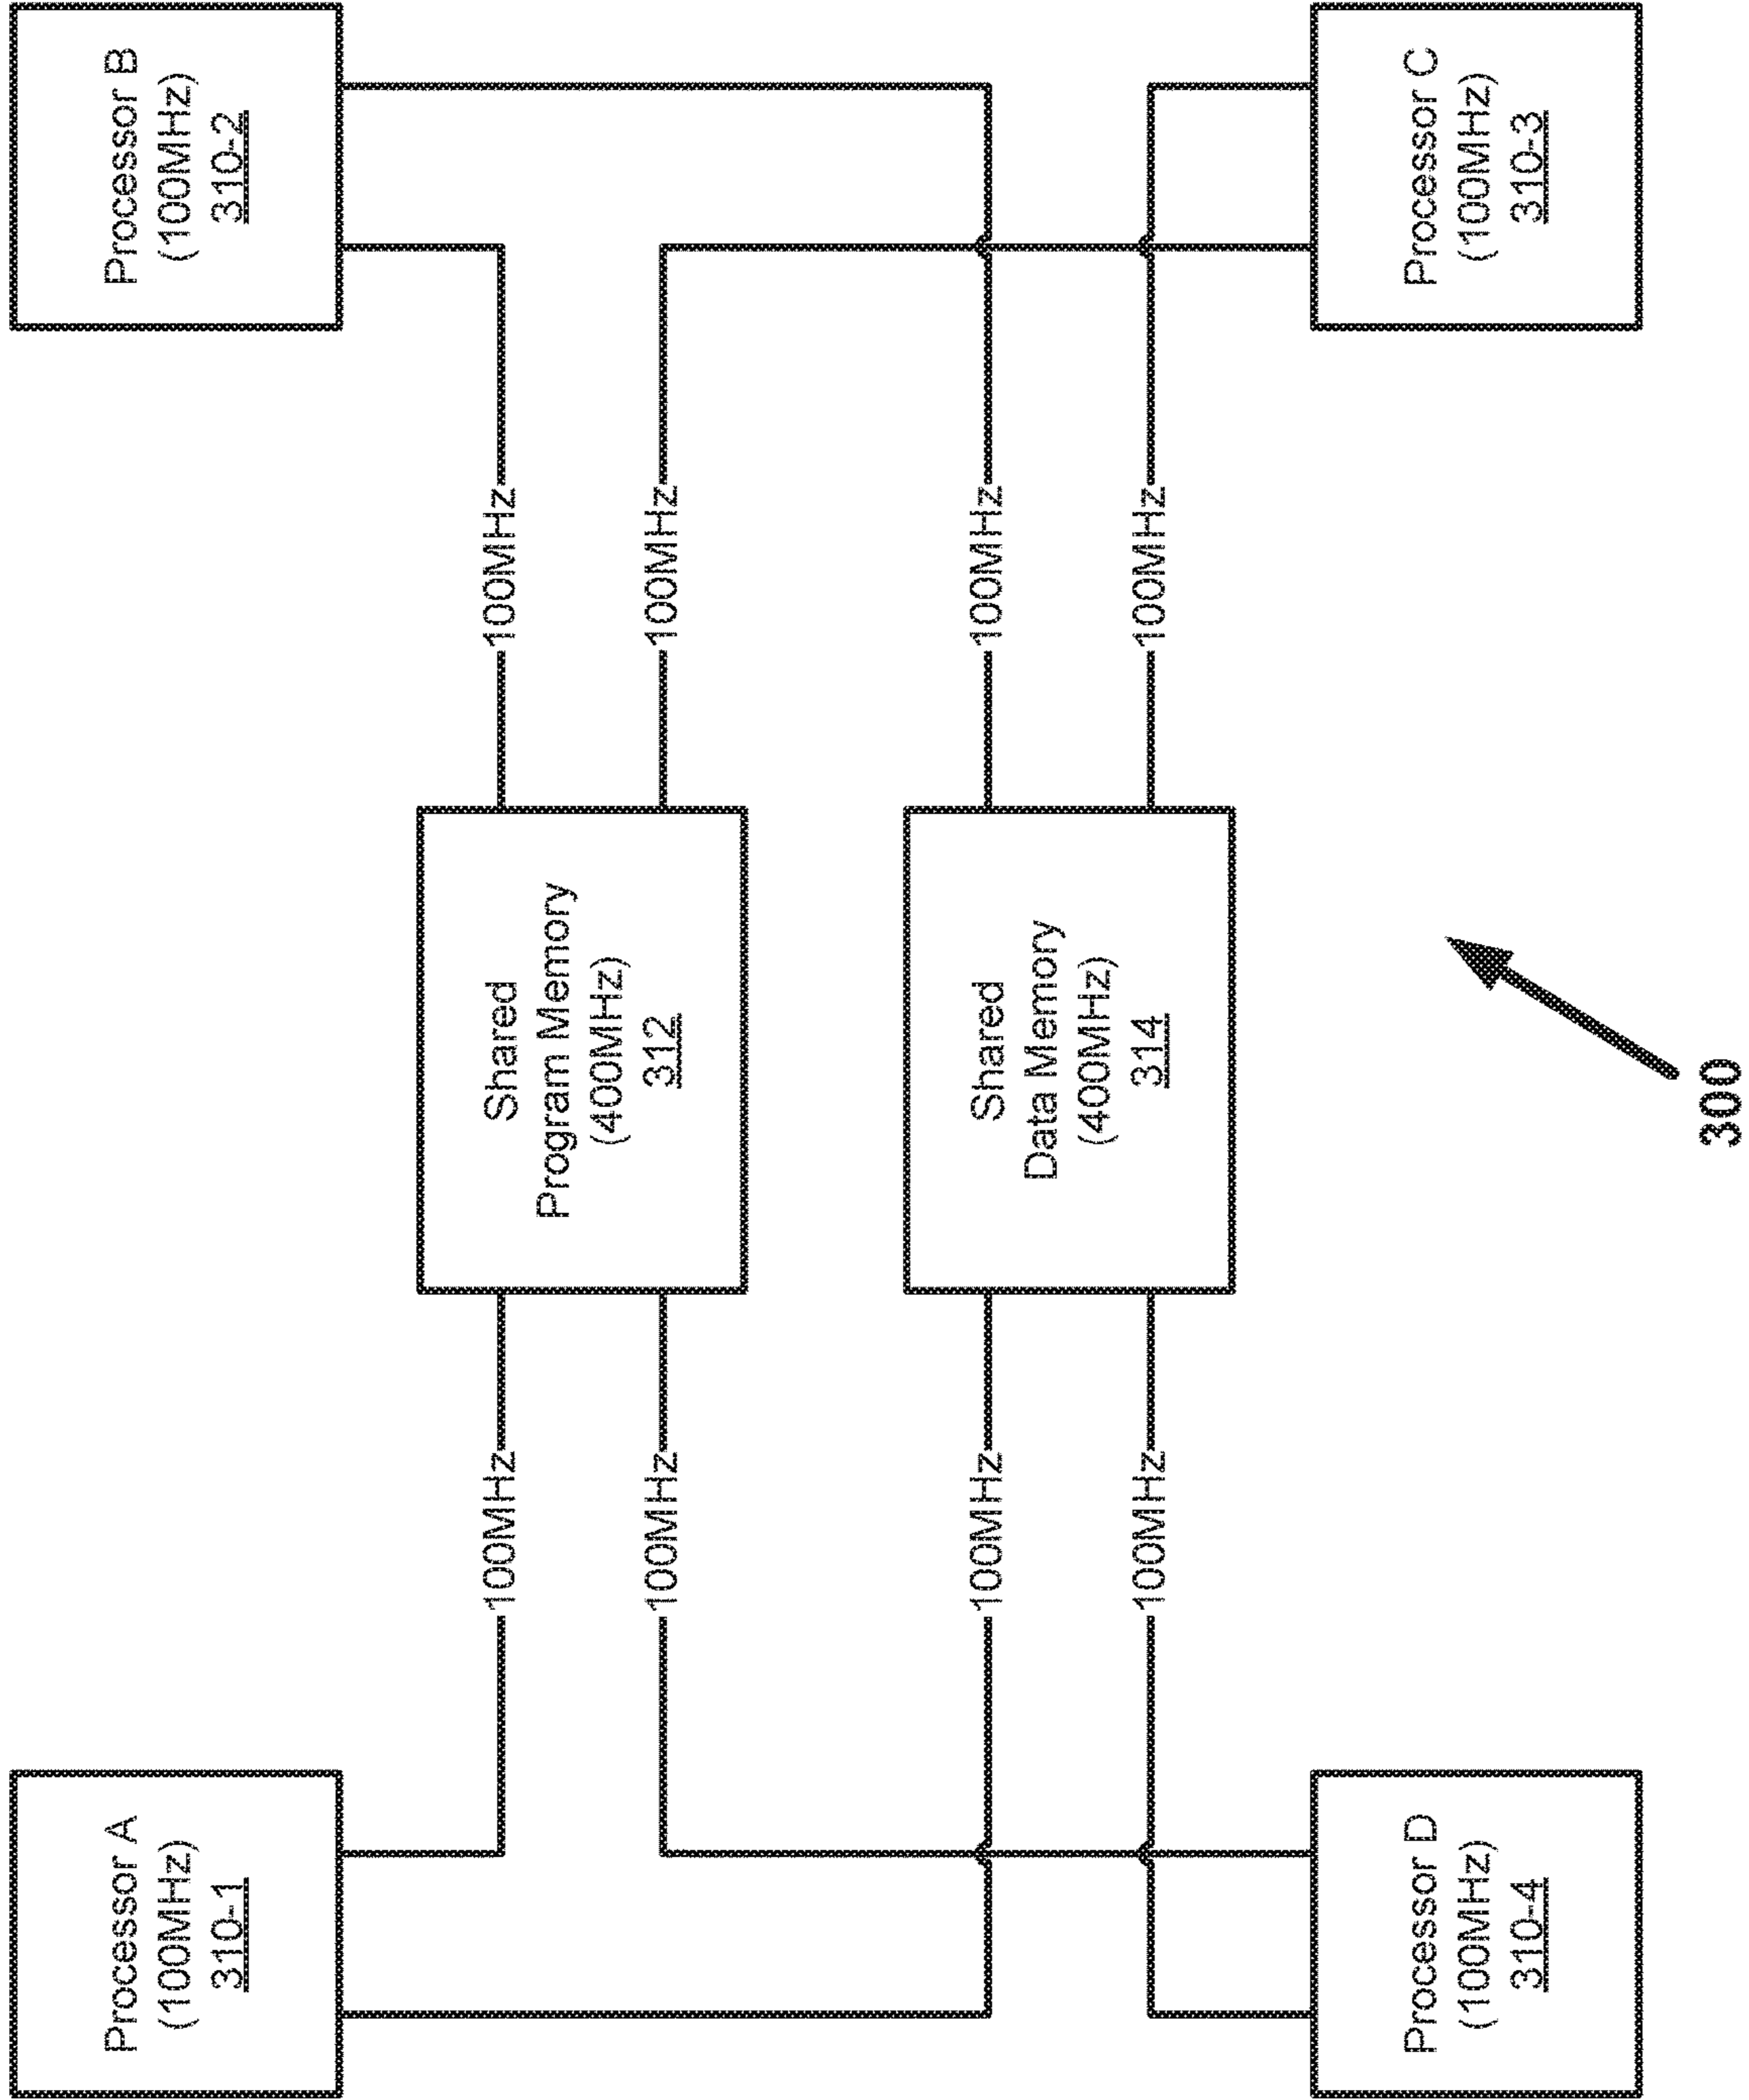 Processor A
(100MHz)
310-1
Processor B
(100MHz)
310-2
100MHz
100MHz
Shared
Program Memory
(400MHz)
312
100MHz
100MHz
100MHz
100MHz
Shared
Data Memory
(400MHz)
314
100MHz
100MHz
Processor D
(100MHz)
310-4
Processor C
(100MHz)
310-3
300